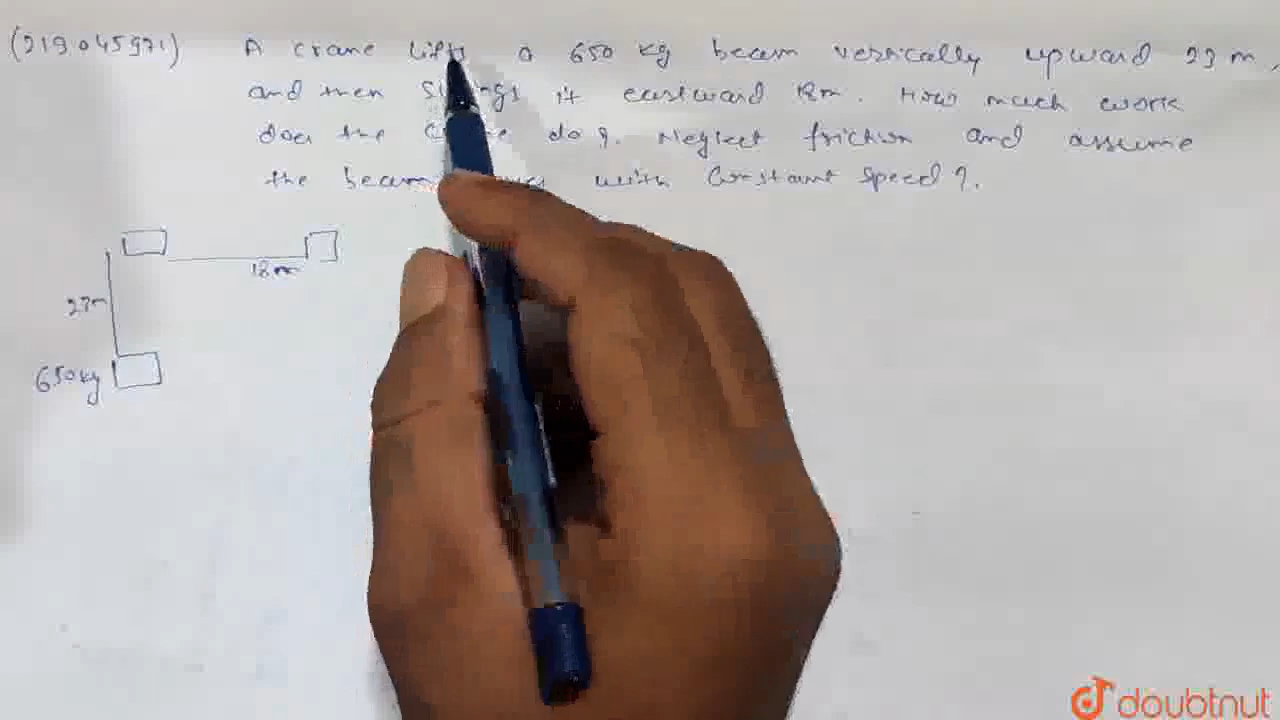 (219045971) A crane lifts a 650 kg beam vertically upward 23 m,
and then it eastward 18m. How much work
does the do ?. Neglect friction and assume
the beam with Constant Speed ?.
18m
23m
650kg
doubtnut